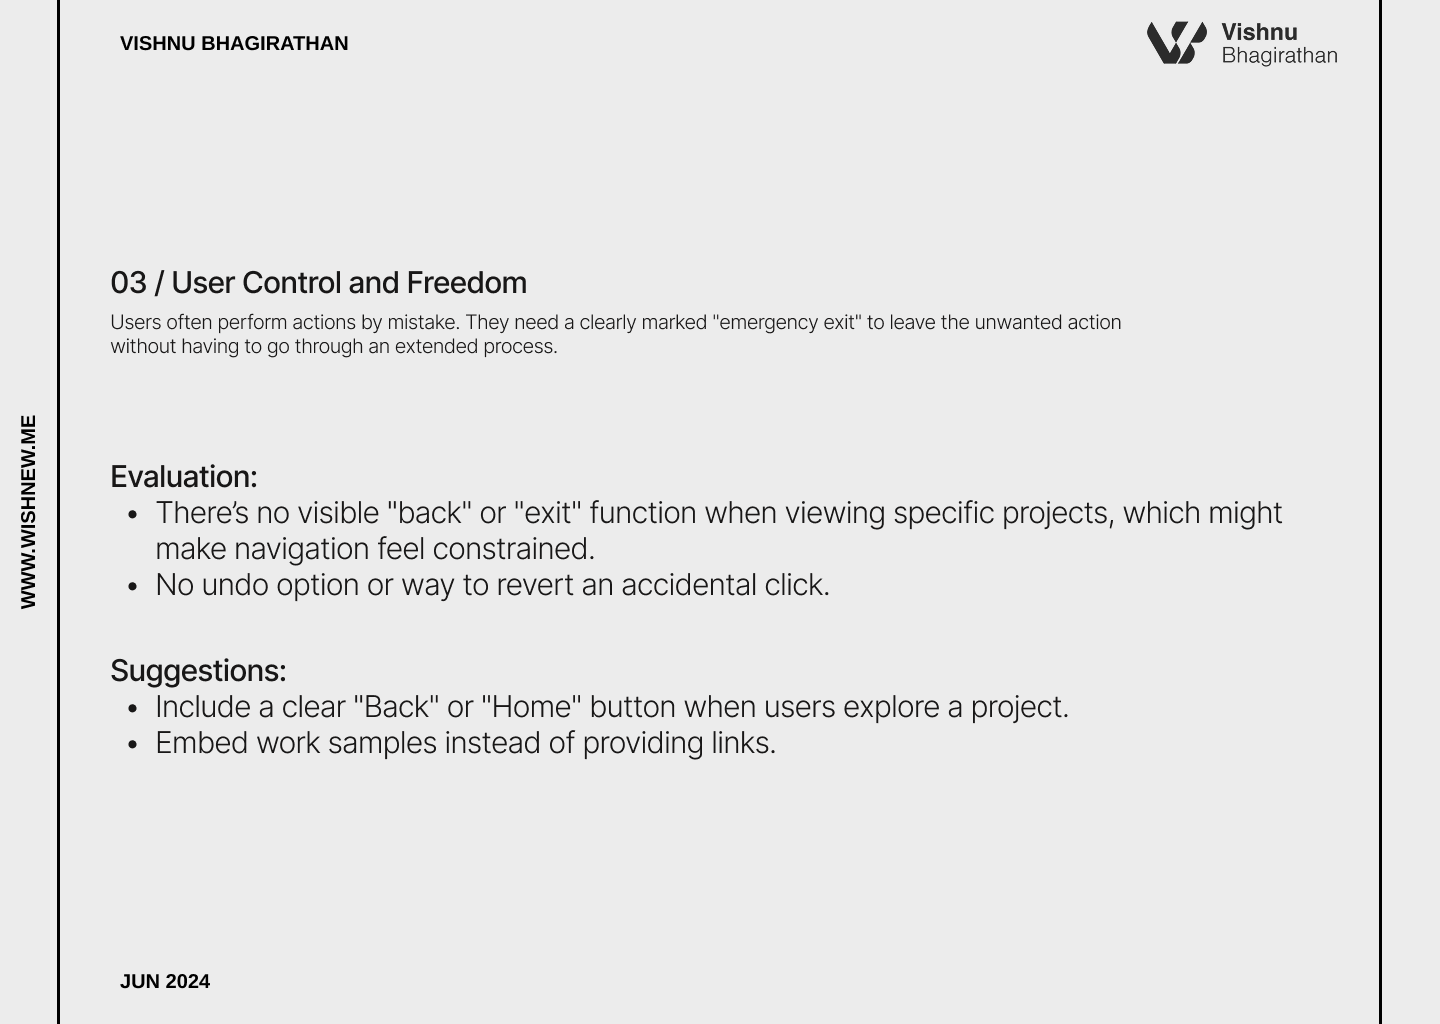 VISHNU BHAGIRATHAN
Vishnu
Bhagirathan
03 / User Control and Freedom
Users often perform actions by mistake. They need a clearly marked "emergency exit" to leave the unwanted action
without having to go through an extended process.
WWW.WISHNEW.ME
Evaluation:
• There’s no visible "back" or "exit" function when viewing specific projects, which might
make navigation feel constrained.
• No undo option or way to revert an accidental click.
Suggestions:
• Include a clear "Back" or "Home" button when users explore a project.
• Embed work samples instead of providing links.
JUN 2024